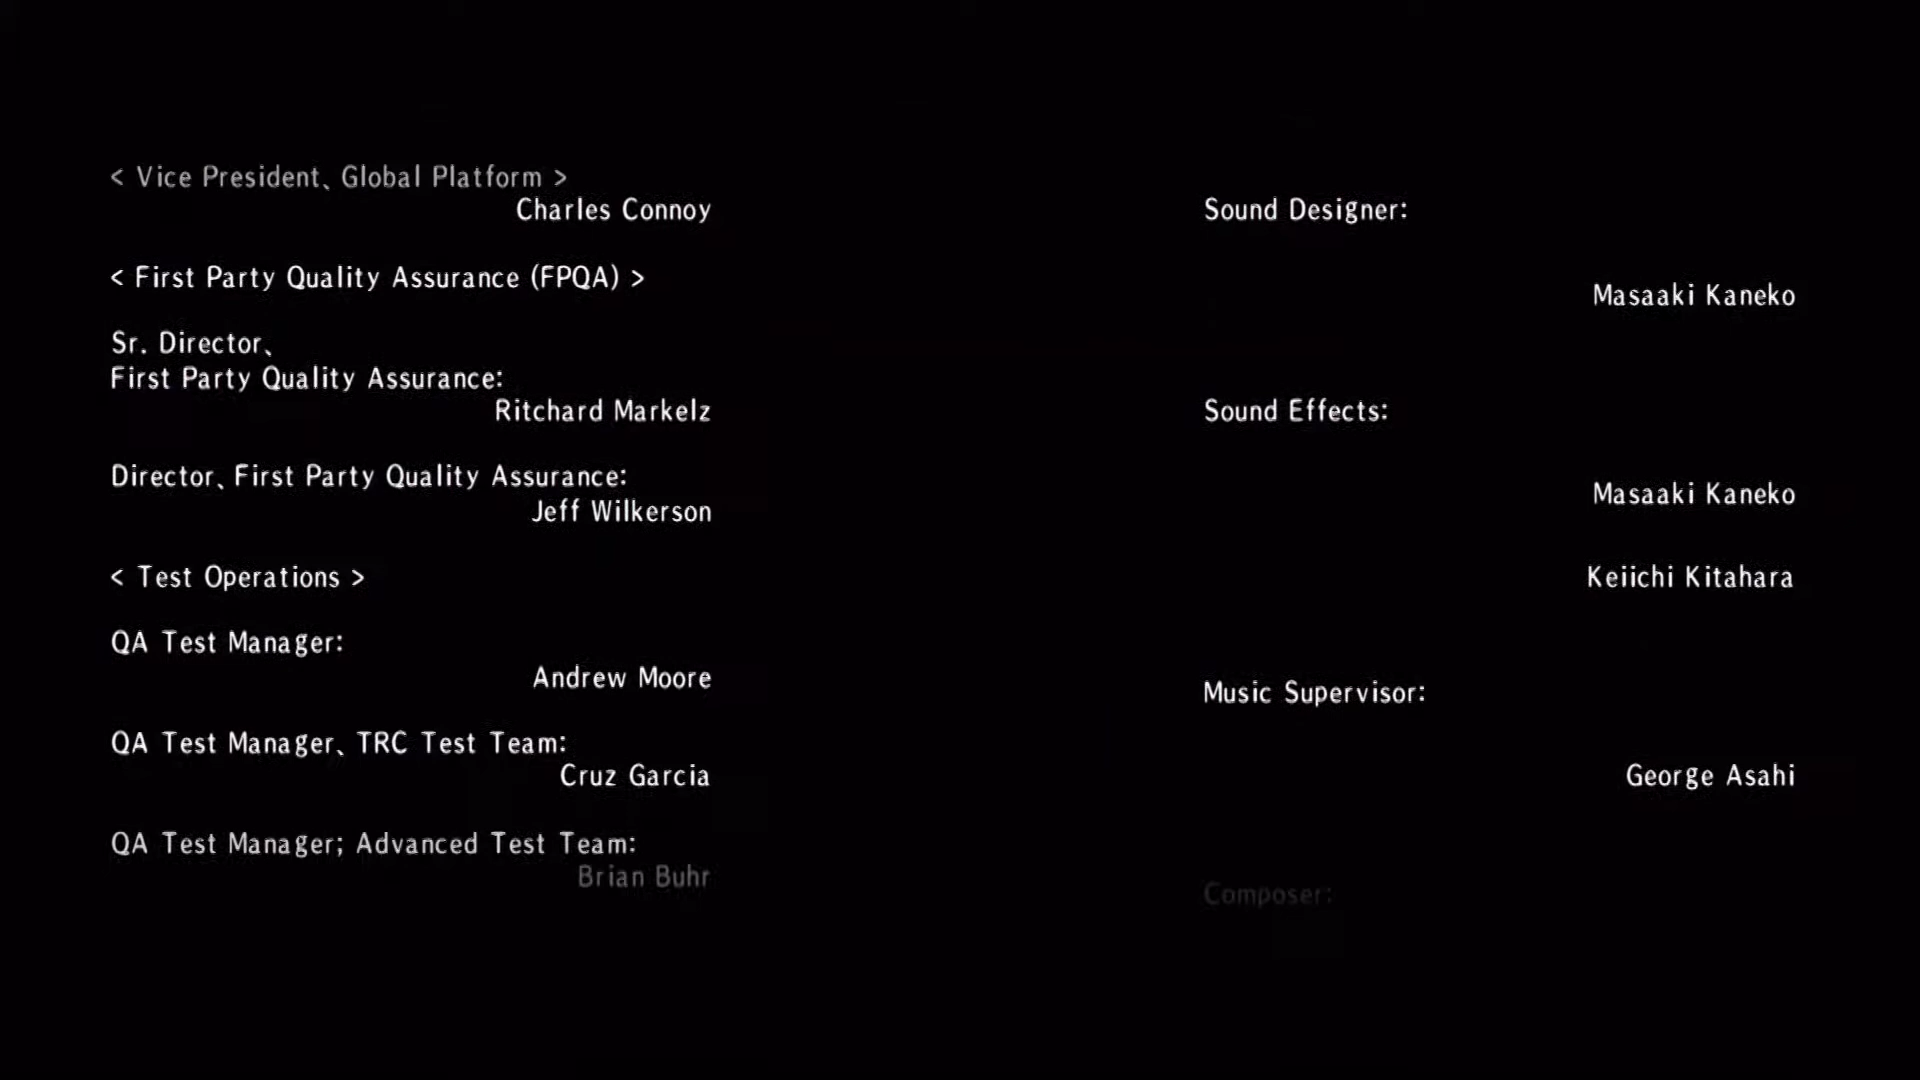 < Vice President、Global Platform >
Charles Connoy
< First Party Quality Assurance (FPQA) >
Sr. Director、
First Party Quality Assurance:
Ritchard Markelz
Director、First Party Quality Assurance:
Jeff Wilkerson
< Test Operations >
QA Test Manager:
Andrew Moore
QA Test Manager、TRC Test Team:
Cruz Garcia
QA Test Manager; Advanced Test Team:
Brian Buhr
Sound Designer:
Masaaki Kaneko
Sound Effects:
Masaaki Kaneko
Keiichi Kitahara
Music Supervisor:
George Asahi
Composer: